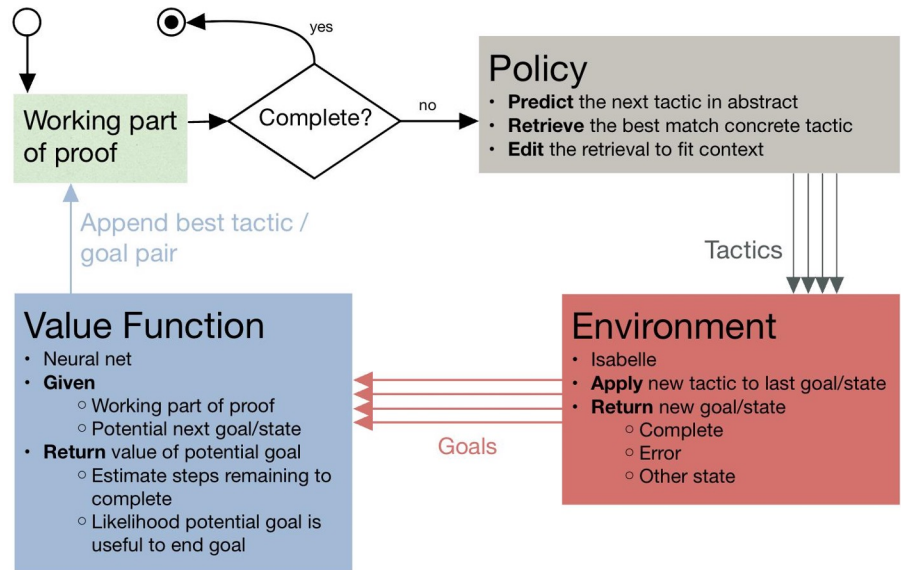 yes
Working part
of proof
Complete?
no
Policy
• Predict the next tactic in abstract
• Retrieve the best match concrete tactic
• Edit the retrieval to fit context
Append best tactic /
goal pair
Tactics
Value Function
• Neural net
• Given
○ Working part of proof
○ Potential next goal/state
• Return value of potential goal
○ Estimate steps remaining to
complete
○ Likelihood potential goal is
useful to end goal
Goals
Environment
• Isabelle
• Apply new tactic to last goal/state
• Return new goal/state
○ Complete
○ Error
○ Other state